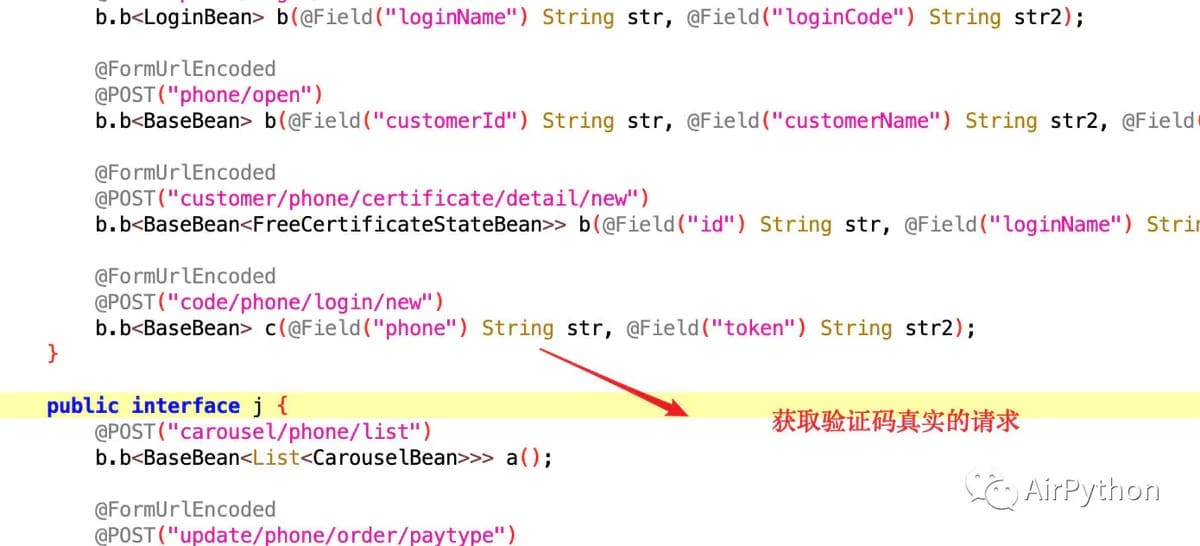 b.b<LoginBean> b(@Field("loginName") String str, @Field("loginCode") String str2);
@FormUrlEncoded
@POST("phone/open")
b.b<BaseBean> b(@Field("customerId") String str, @Field("customerName") String str2, @Field(
@FormUrlEncoded
@POST("customer/phone/certificate/detail/new")
b.b<BaseBean<FreeCertificateStateBean>> b(@Field("id") String str, @Field("loginName") Strin
@FormUrlEncoded
@POST("code/phone/login/new")
b.b<BaseBean> c(@Field("phone") String str, @Field("token") String str2);
}
public interface j {
获取验证码真实的请求
@POST("carousel/phone/list")
b.b<BaseBean<List<CarouselBean>>> a();
AirPython
@FormUrlEncoded
@POST("update/phone/order/paytype")